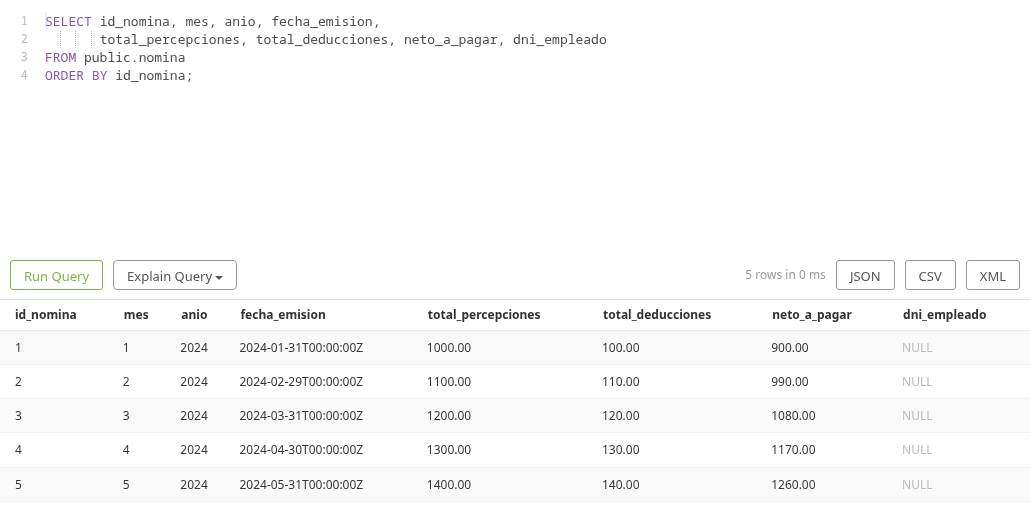 1 SELECT id_nomina, mes, anio, fecha_emision,
2 total_percepciones, total_deducciones, neto_a_pagar, dni_empleado
3 FROM public.nomina
4 ORDER BY id_nomina;
Run Query Explain Query 5 rows in 0 ms JSON CSV XML
id_nomina mes anio fecha_emision total_percepciones total_deducciones neto_a_pagar dni_empleado
1 1 2024 2024-01-31T00:00:00Z 1000.00 100.00 900.00 NULL
2 2 2024 2024-02-29T00:00:00Z 1100.00 110.00 990.00 NULL
3 3 2024 2024-03-31T00:00:00Z 1200.00 120.00 1080.00 NULL
4 4 2024 2024-04-30T00:00:00Z 1300.00 130.00 1170.00 NULL
5 5 2024 2024-05-31T00:00:00Z 1400.00 140.00 1260.00 NULL